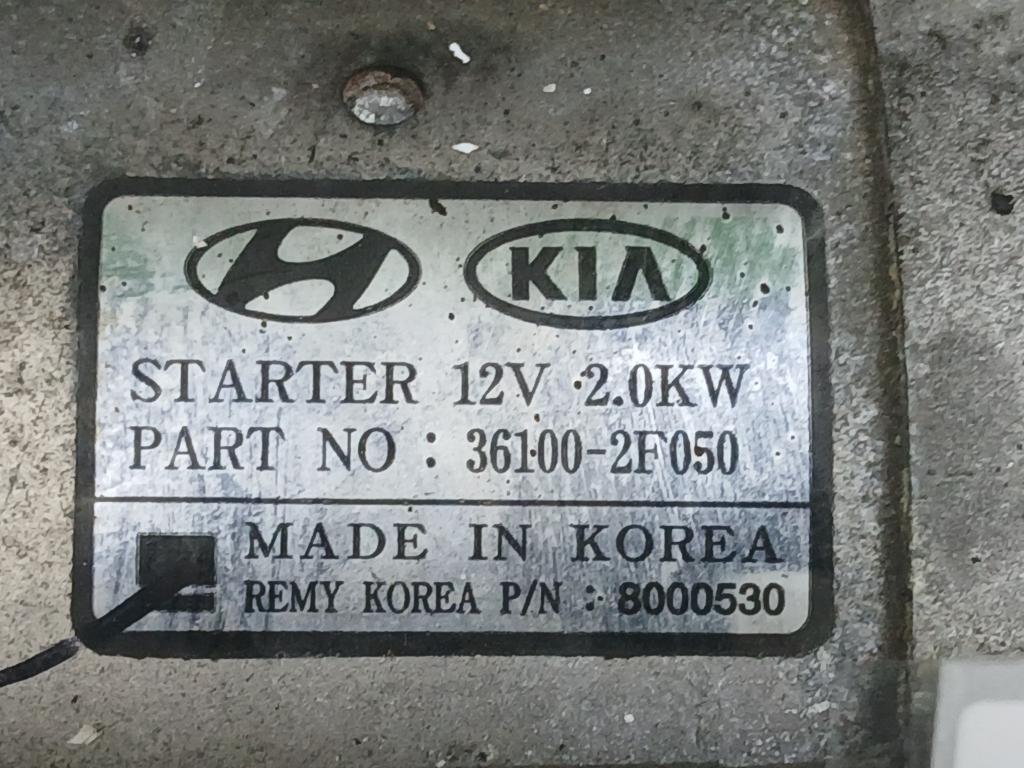 KIA
STARTER 12V 2.0KW
PART NO : 36100-2F050
MADE IN KOREA
REMY KOREA P/N : 8000530